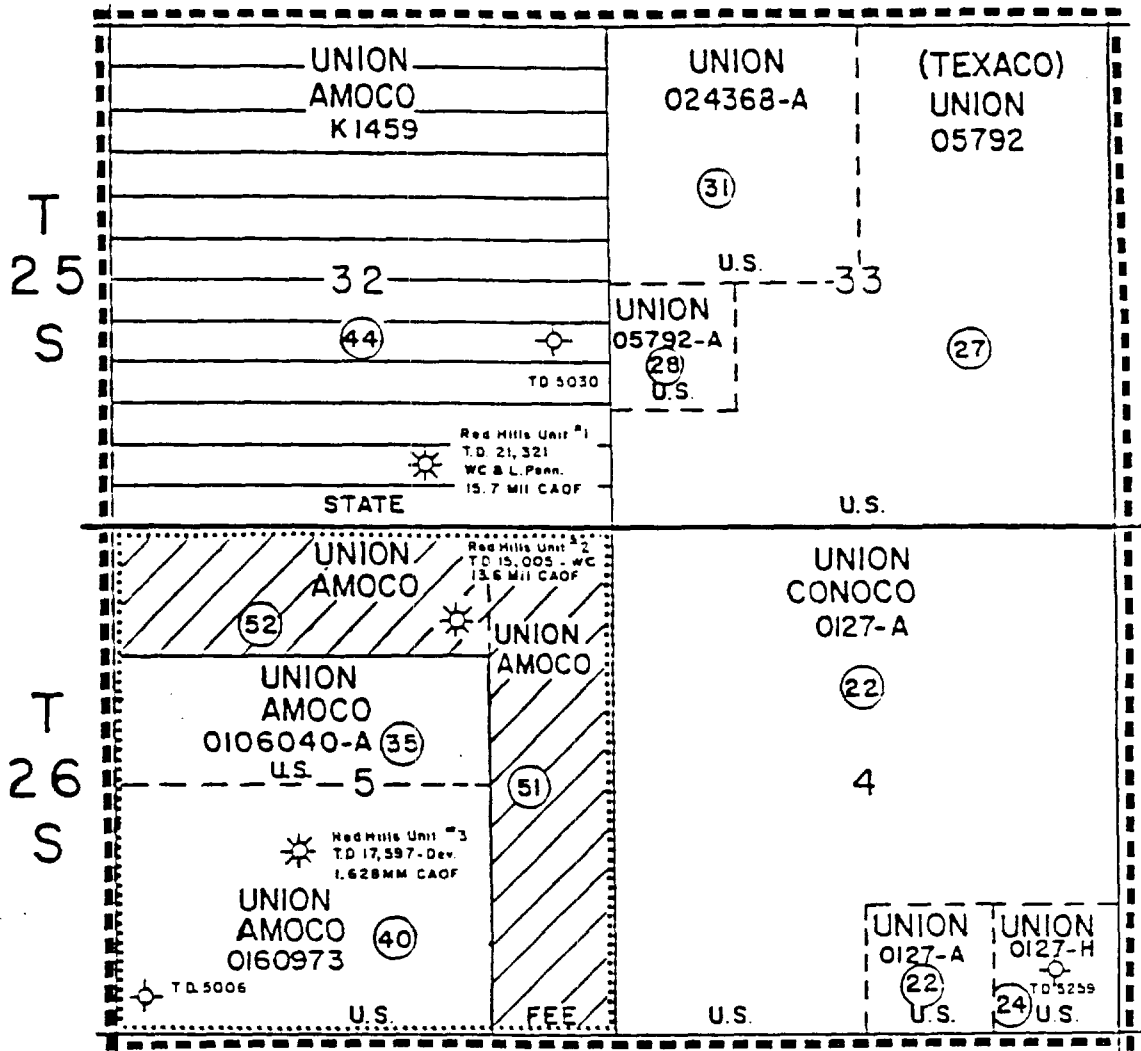 UNION
AMOCO
K1459
UNION
024368-A
31
U.S.
(TEXACO)
UNION
05792
T
25
S
32
33
44
TD 5030
UNION
05792-A
28
U.S.
27
Red Hills Unit #1
T.D. 21,321
WC & L.Penn.
15.7 Mil CAOF
STATE
U.S.
UNION
AMOCO
Red Hills Unit #2
TD 15,005 - WC
13.6 Mil CAOF
52
UNION
AMOCO
UNION
CONOCO
0127-A
22
T
26
S
UNION
AMOCO
0106040-A 35
U.S.
5
51
4
Red Hills Unit #3
T.D 17,597-Dev.
1.628MM CAOF
UNION
AMOCO
0160973
40
T.D. 5006
U.S.
FEE
U.S.
UNION
0127-A
22
U.S.
UNION
0127-H
TD 5259
24
U.S.